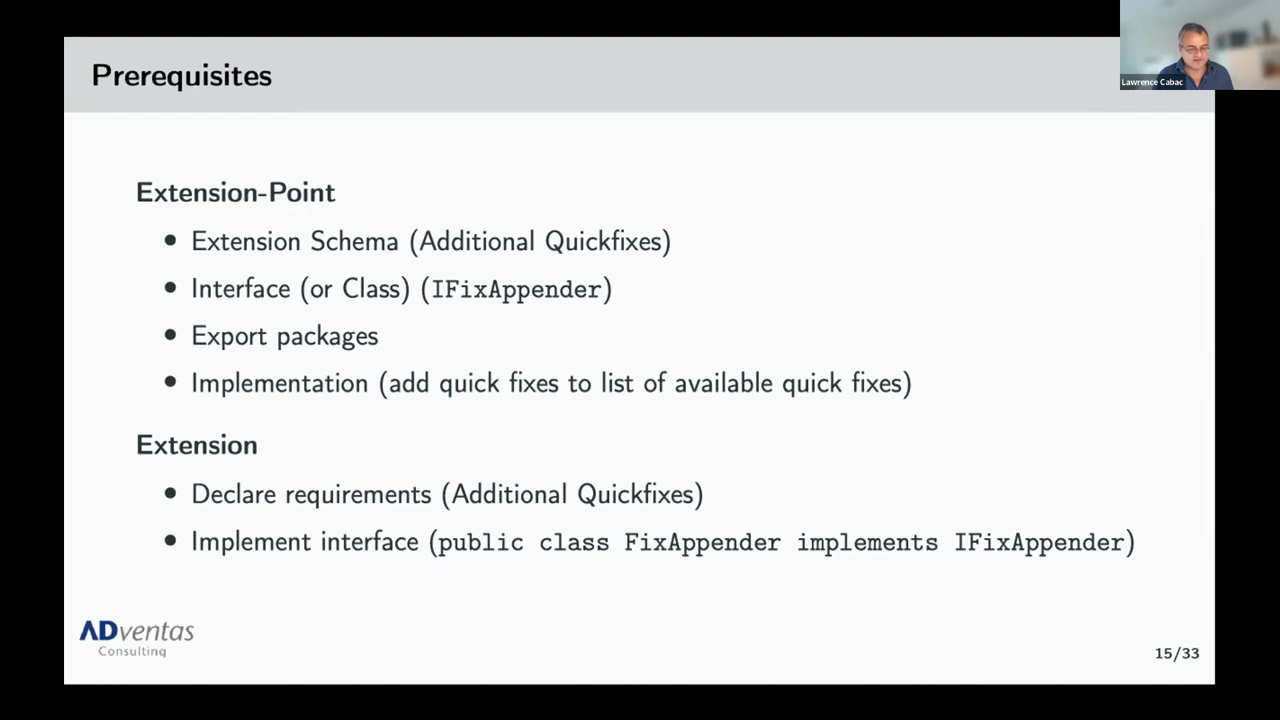 Prerequisites
Lawrence Cabac
Extension-Point
• Extension Schema (Additional Quickfixes)
• Interface (or Class) (IFixAppender)
• Export packages
• Implementation (add quick fixes to list of available quick fixes)
Extension
• Declare requirements (Additional Quickfixes)
• Implement interface (public class FixAppender implements IFixAppender)
ADventas
Consulting
15/33